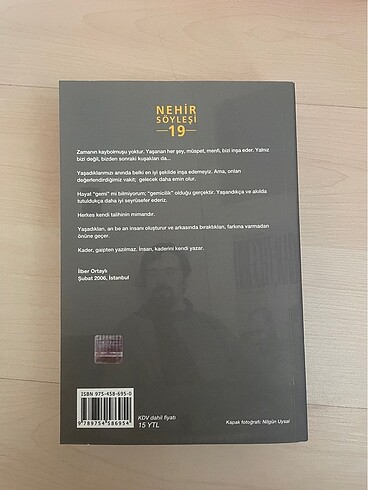 NEHİR
SÖYLEŞİ
19
Zamanın kaybolmuşu yoktur. Yaşanan her şey, müspet, menfi, bizi inşa eder. Yalnız
bizi değil, bizden sonraki kuşakları da...
Yaşadıklarımızı anında belki en iyi şekilde inşa edemeyiz. Ama, onları
değerlendirdiğimiz vakit; gelecek daha emin olur.
Hayat "gemi" mi bilmiyorum; "gemicilik" olduğu gerçektir. Yaşandıkça ve akılda
tutuldukça daha iyi seyrüsefer ederiz.
Herkes kendi talihinin mimarıdır.
Yaşadıkları, an be an insanı oluşturur ve arkasında bıraktıkları, farkına varmadan
önüne geçer.
Kader, gaipten yazılmaz. İnsan, kaderini kendi yazar.
İlber Ortaylı
Şubat 2006, İstanbul
ISBN 975-458-695-0
9789754586954
KDV dahil fiyatı
15 YTL
Kapak fotoğrafı: Nilgün Uysal